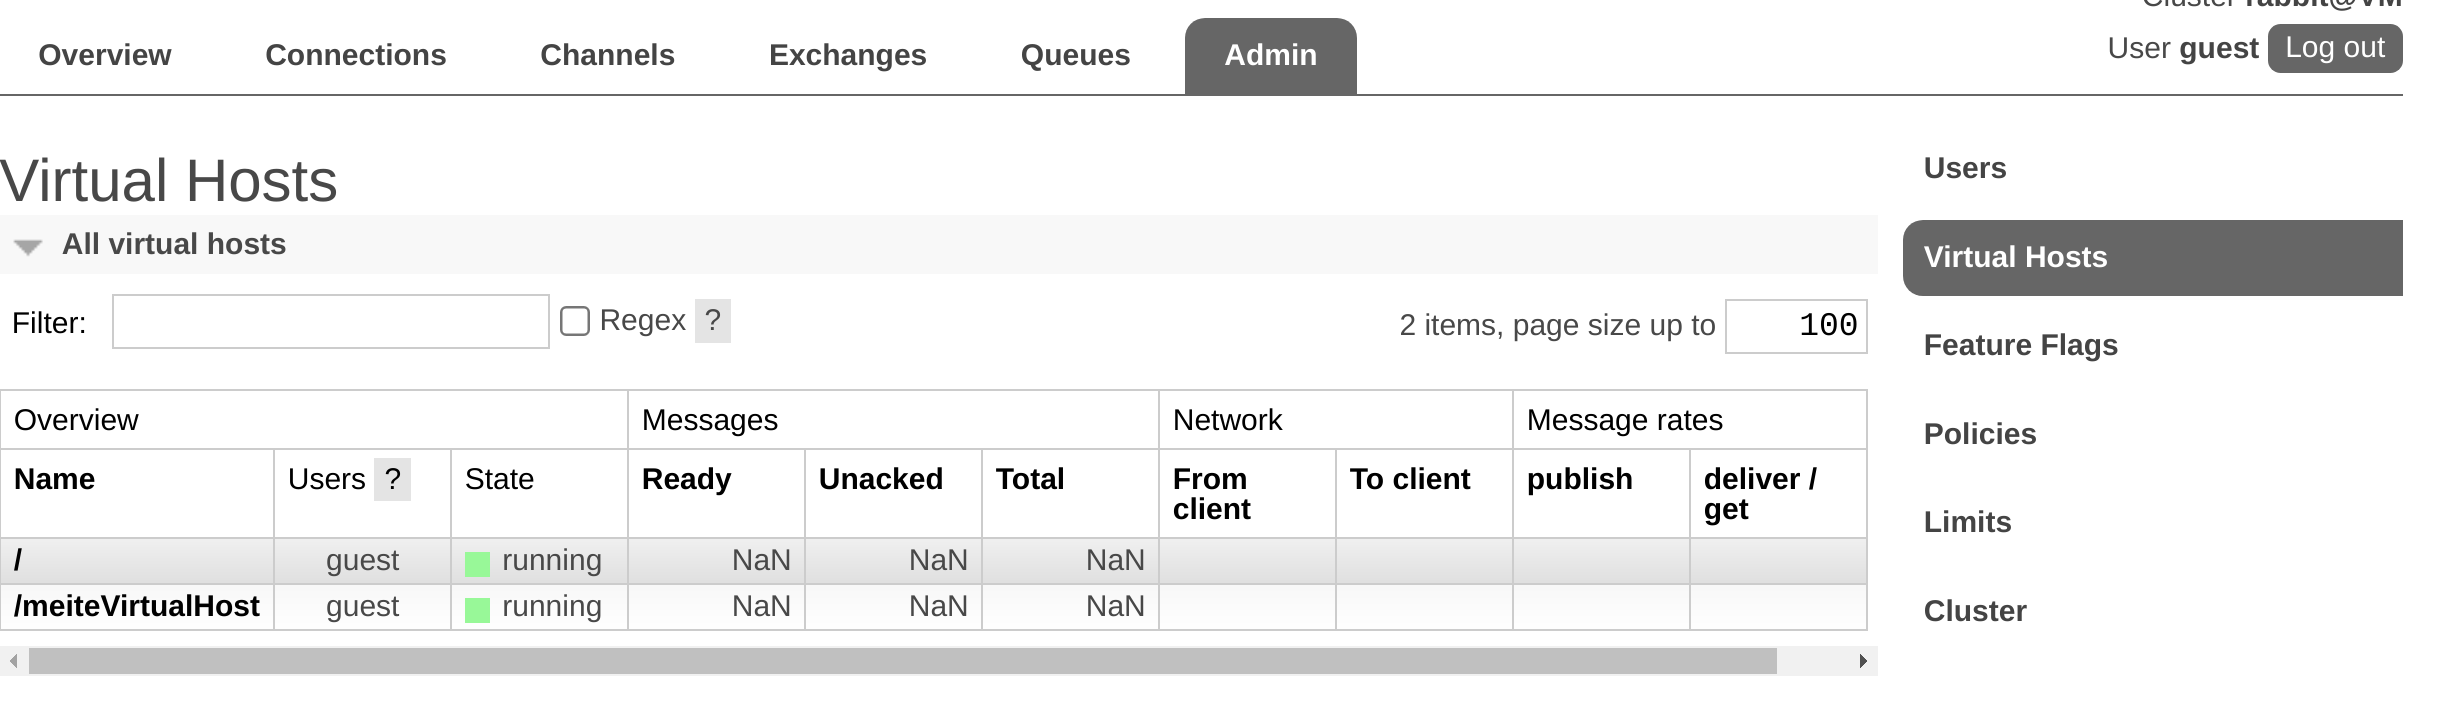 Cluster rabbit@VM
Overview Connections Channels Exchanges Queues Admin User guest Log out
Virtual Hosts
Users
All virtual hosts
Virtual Hosts
Filter: Regex ? 2 items, page size up to 100
Feature Flags
Overview Messages Network Message rates
Policies
Name Users ? State Ready Unacked Total From client To client publish deliver / get
Limits
/ guest running NaN NaN NaN
/meiteVirtualHost guest running NaN NaN NaN
Cluster